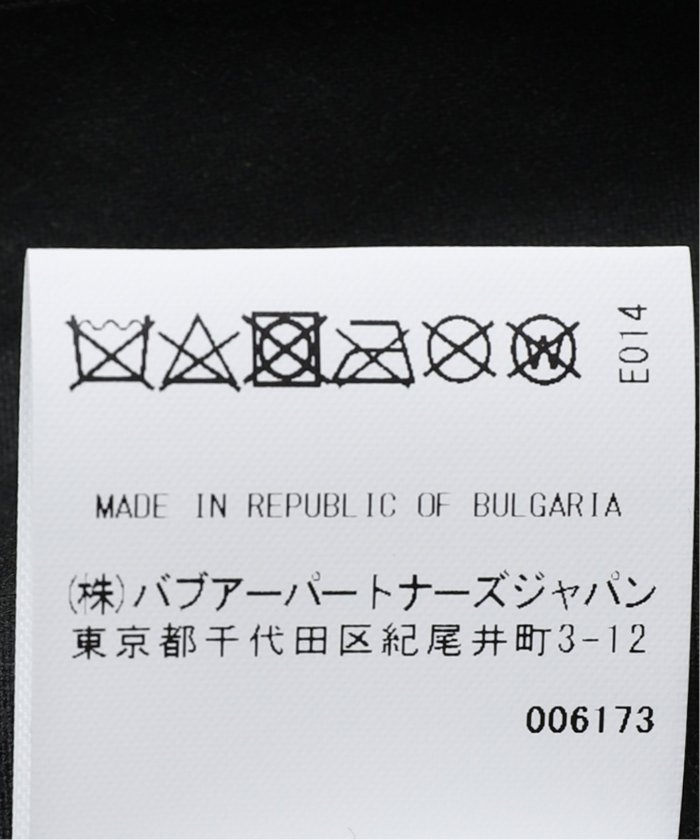 W
E014
MADE IN REPUBLIC OF BULGARIA
(株)バブアーパートナーズジャパン
東京都千代田区紀尾井町3-12
006173